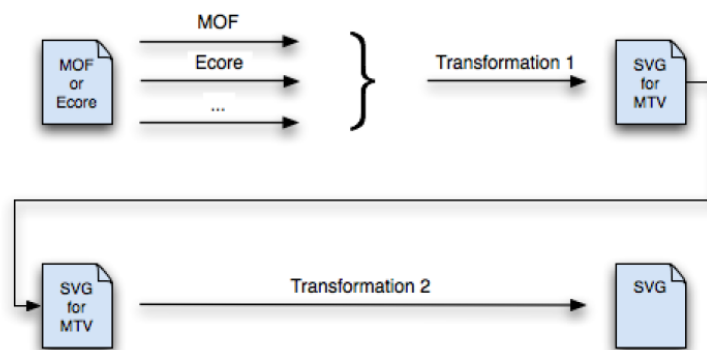 MOF
MOF
or
Ecore
Ecore
...
Transformation 1
SVG
for
MTV
SVG
for
MTV
Transformation 2
SVG